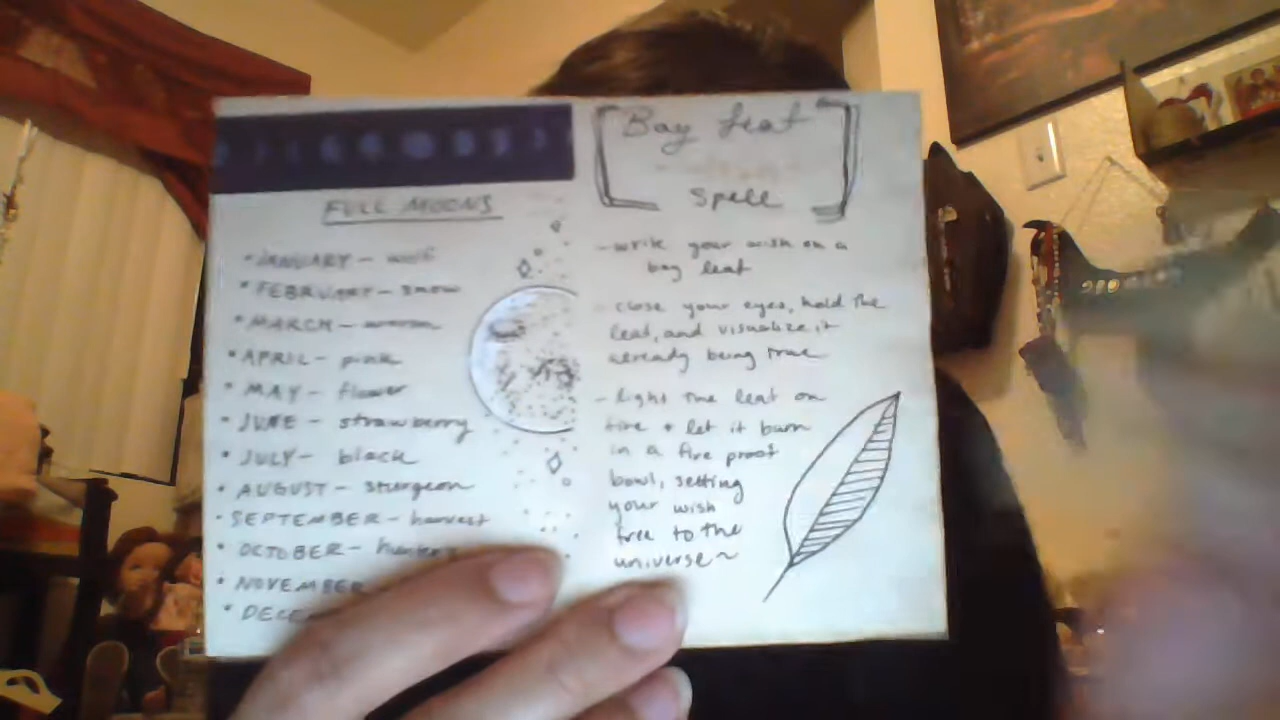 FULL MOONS
• JANUARY - wolf
• FEBRUARY - snow
• MARCH -
• APRIL - pink
• MAY - flower
• JUNE - strawberry
• JULY - black
• AUGUST - sturgeon
• SEPTEMBER - harvest
• OCTOBER -
• NOVEMBER
Bay Leaf
Spell
- write your wish on a
bay leaf
- close your eyes, hold the
leaf, and visualize it
already being true
- light the leaf on
fire + let it burn
in a fire proof
bowl, setting
your wish
free to the
universe~